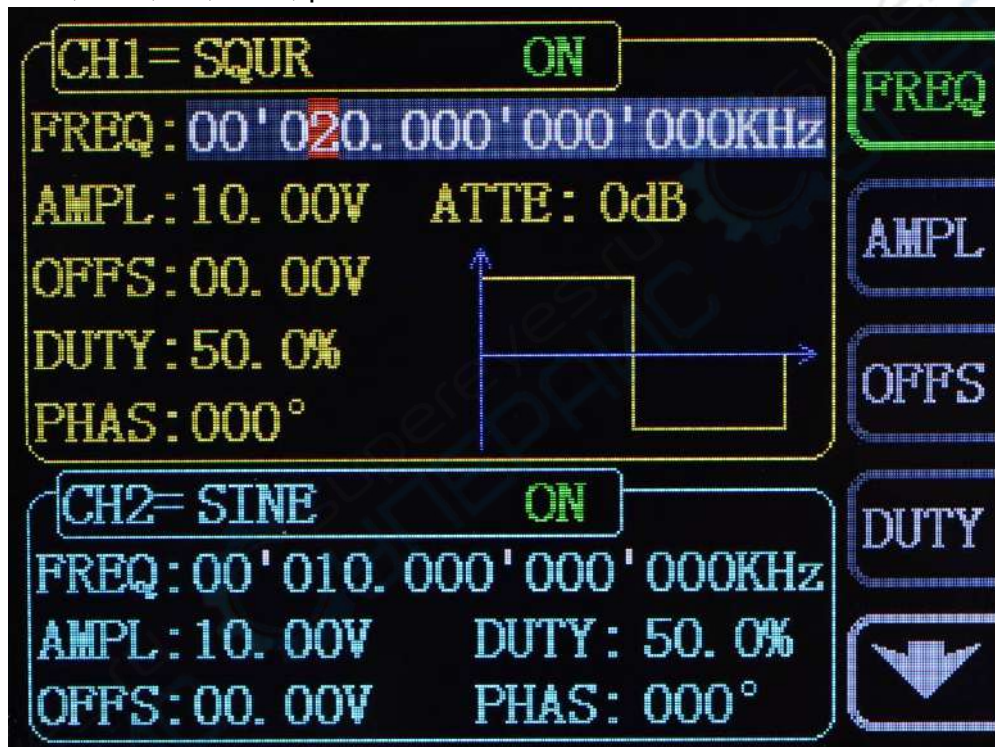 CH1= SQUR ON
FREQ:00'020.000'000'000KHz
AMPL:10.00V ATTE:0dB
OFFS:00.00V
DUTY:50.0%
PHAS:000°
CH2= SINE ON
FREQ:00'010.000'000'000KHz
AMPL:10.00V DUTY:50.0%
OFFS:00.00V PHAS:000°
FREQ
AMPL
OFFS
DUTY